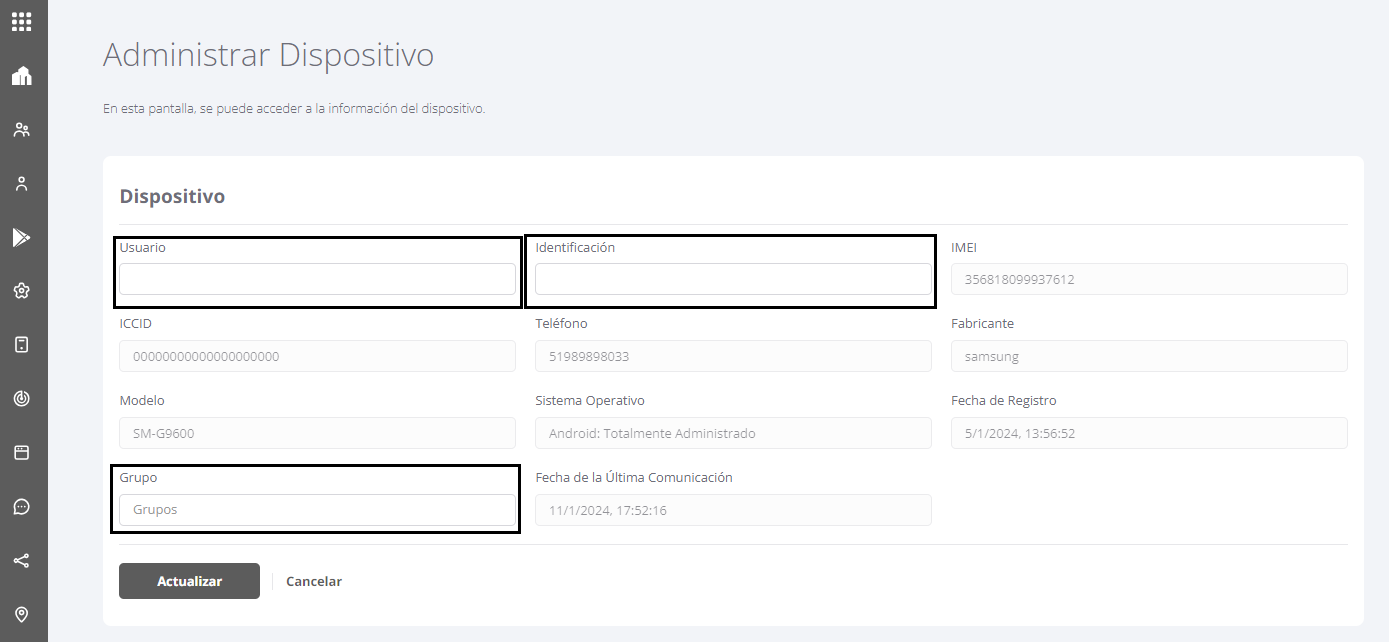 Administrar Dispositivo
En esta pantalla, se puede acceder a la información del dispositivo.
Dispositivo
Usuario
Identificación
IMEI
356818099937612
ICCID
Teléfono
Fabricante
00000000000000000000
51989898033
samsung
Modelo
Sistema Operativo
Fecha de Registro
SM-G9600
Android: Totalmente Administrado
5/1/2024, 13:56:52
Grupo
Fecha de la Última Comunicación
Grupos
11/1/2024, 17:52:16
Actualizar
Cancelar